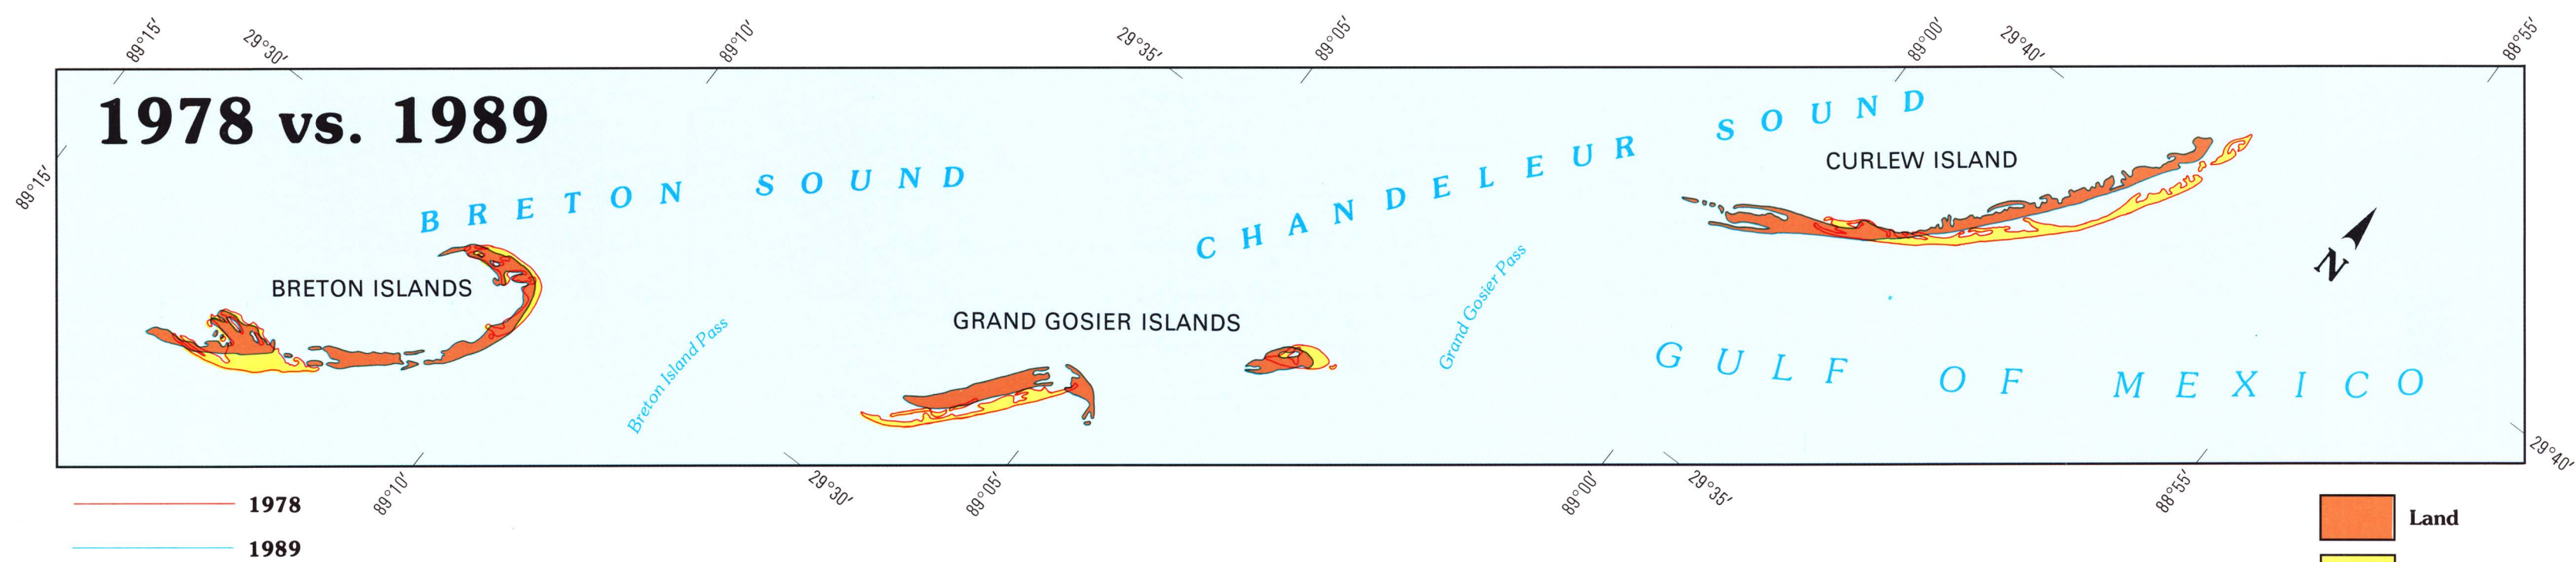 89°15′
29°30′
89°10′
29°35′
89°05′
89°00′
29°40′
88°55′
1978 vs. 1989
89°15′
BRETON SOUND
CHANDELEUR SOUND
CURLEW ISLAND
N
BRETON ISLANDS
GRAND GOSIER ISLANDS
Breton Island Pass
Grand Gosier Pass
GULF OF MEXICO
29°40′
89°10′
29°30′
89°05′
89°00′
29°35′
88°55′
1978
1989
Land